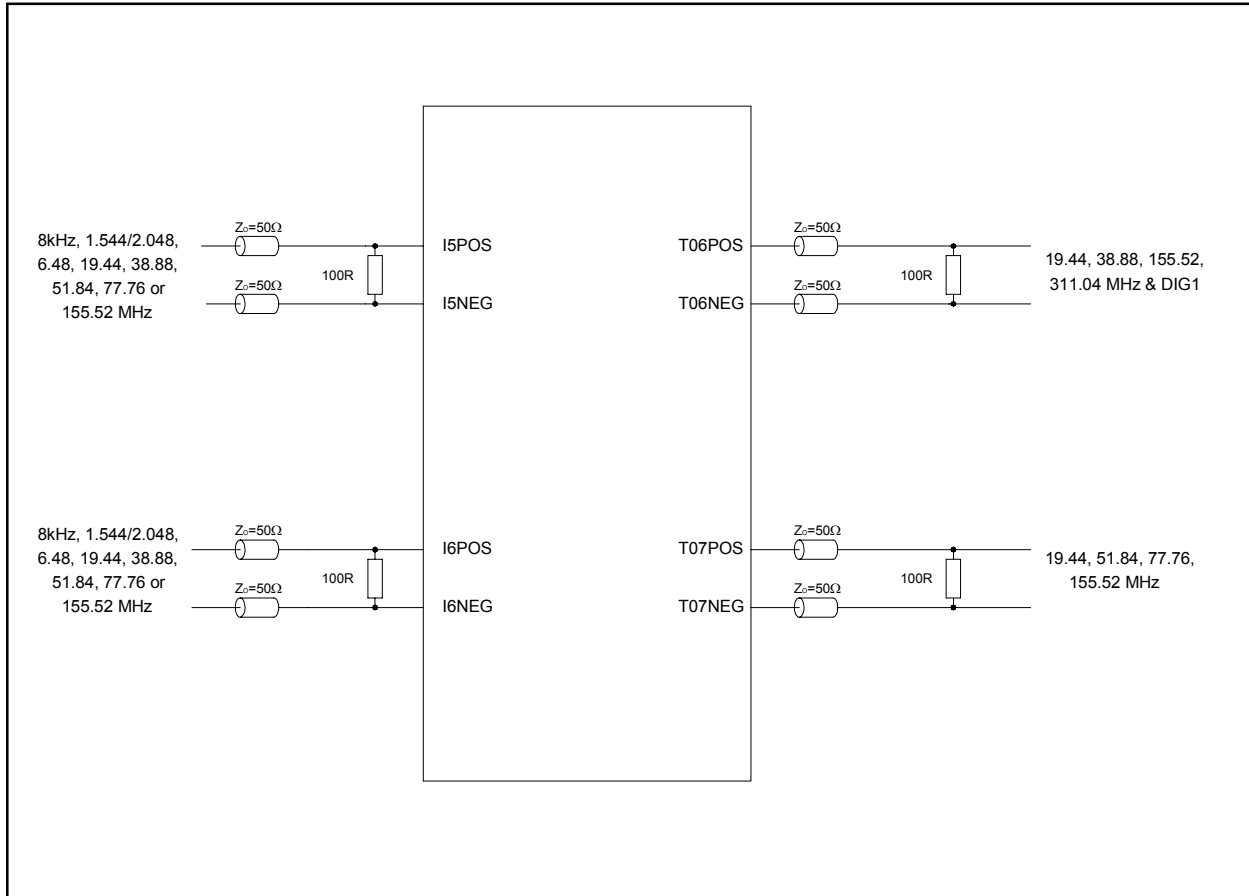 8kHz, 1.544/2.048,
6.48, 19.44, 38.88,
51.84, 77.76 or
155.52 MHz
Zo=50Ω
Zo=50Ω
100R
I5POS
I5NEG
T06POS
T06NEG
Zo=50Ω
Zo=50Ω
100R
19.44, 38.88, 155.52,
311.04 MHz & DIG1
8kHz, 1.544/2.048,
6.48, 19.44, 38.88,
51.84, 77.76 or
155.52 MHz
Zo=50Ω
Zo=50Ω
100R
I6POS
I6NEG
T07POS
T07NEG
Zo=50Ω
Zo=50Ω
100R
19.44, 51.84, 77.76,
155.52 MHz